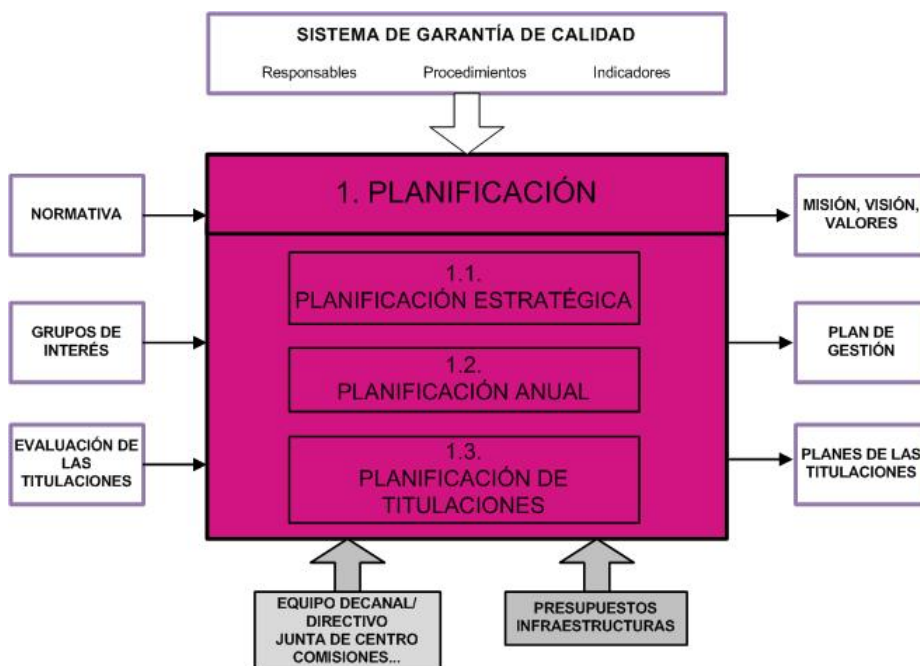 SISTEMA DE GARANTÍA DE CALIDAD
Responsables Procedimientos Indicadores
1. PLANIFICACIÓN
NORMATIVA
MISIÓN, VISIÓN,
VALORES
1.1.
PLANIFICACIÓN ESTRATÉGICA
GRUPOS DE
INTERÉS
PLAN DE
GESTIÓN
1.2.
PLANIFICACIÓN ANUAL
EVALUACIÓN DE
LAS
TITULACIONES
1.3.
PLANIFICACIÓN DE
TITULACIONES
PLANES DE LAS
TITULACIONES
EQUIPO DECANAL/
DIRECTIVO
JUNTA DE CENTRO
COMISIONES...
PRESUPUESTOS
INFRAESTRUCTURAS